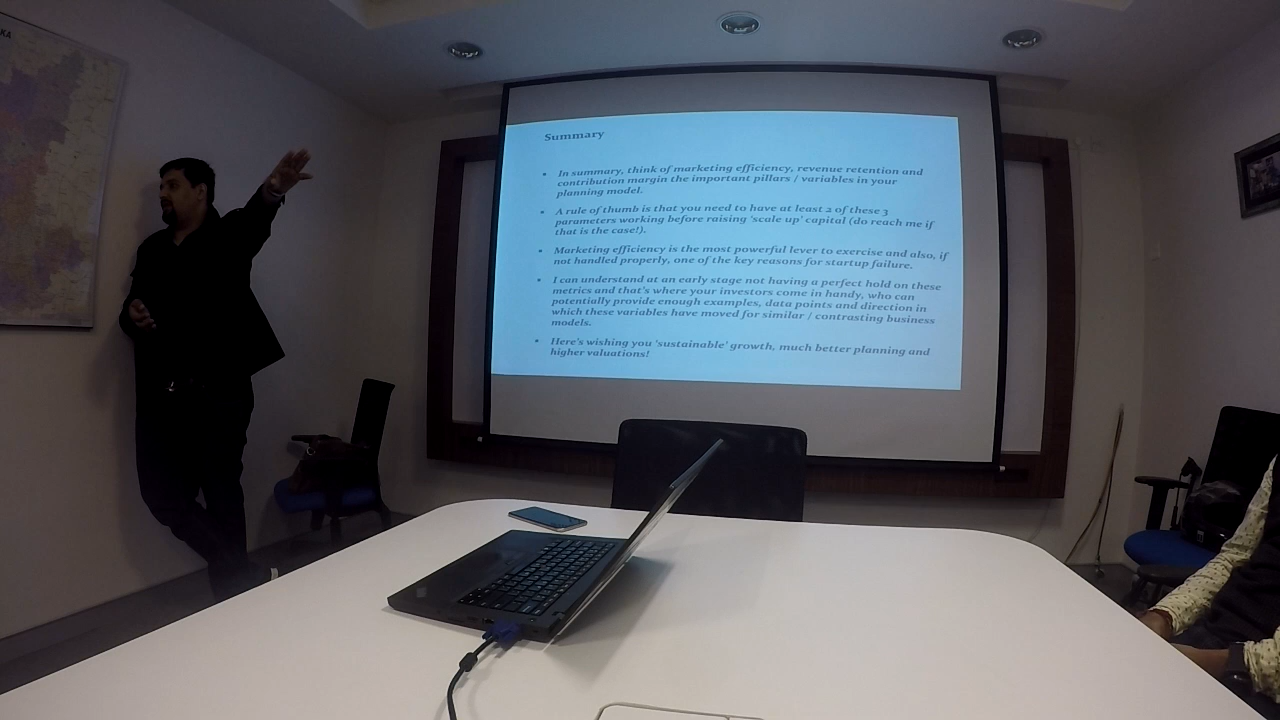 KA
Summary
In summary, think of marketing efficiency, revenue retention and
contribution margin the important pillars / variables in your
planning model.
A rule of thumb is that you need to have at least 2 of these 3
parameters working before raising 'scale up' capital (do reach me if
that is the case!).
Marketing efficiency is the most powerful lever to exercise and also, if
not handled properly, one of the key reasons for startup failure.
I can understand at an early stage not having a perfect hold on these
metrics and that's where your investors come in handy, who can
potentially provide enough examples, data points and direction in
which these variables have moved for similar / contrasting business
models.
Here's wishing you 'sustainable' growth, much better planning and
higher valuations!